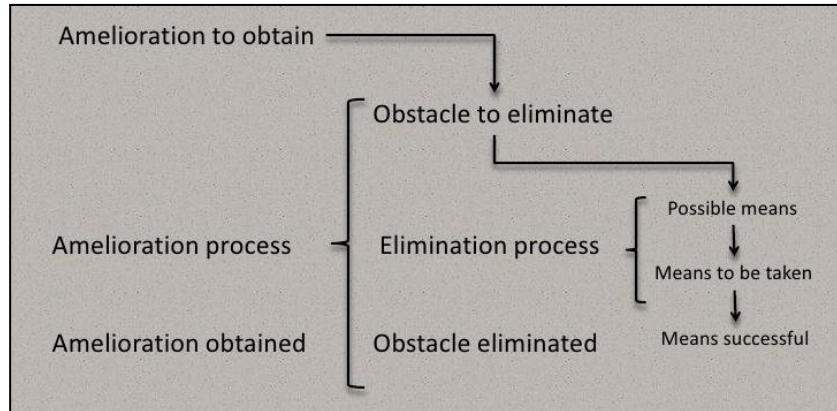 Amelioration to obtain
Obstacle to eliminate
Possible means
Amelioration process
Elimination process
Means to be taken
Amelioration obtained
Obstacle eliminated
Means successful